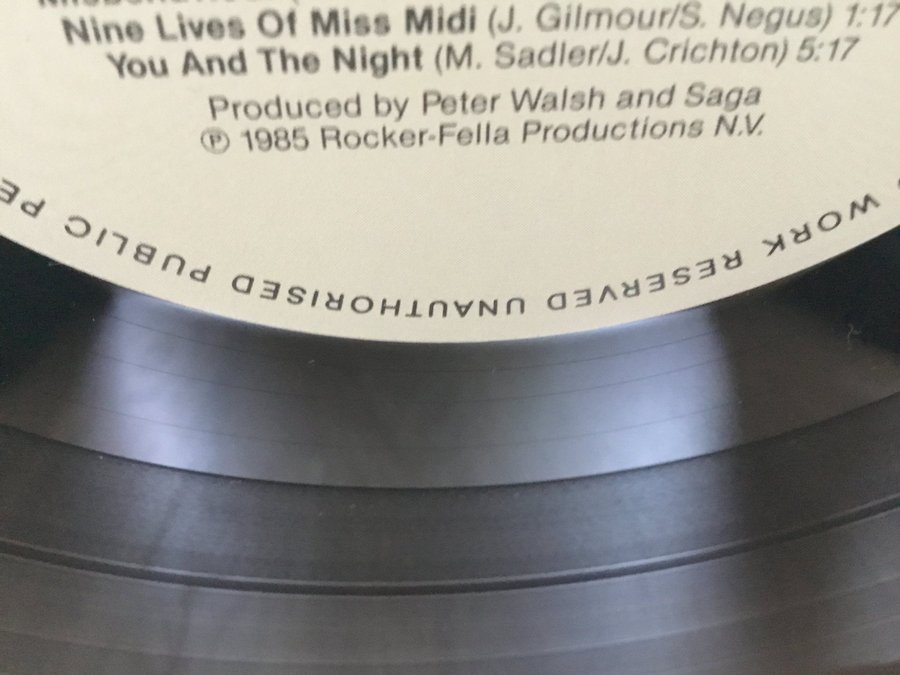 Nine Lives Of Miss Midi (J. Gilmour/S. Negus) 1:17
You And The Night (M. Sadler/J. Crichton) 5:17
Produced by Peter Walsh and Saga
℗ 1985 Rocker-Fella Productions N.V.
WORK RESERVED UNAUTHORISED PUBLIC PE